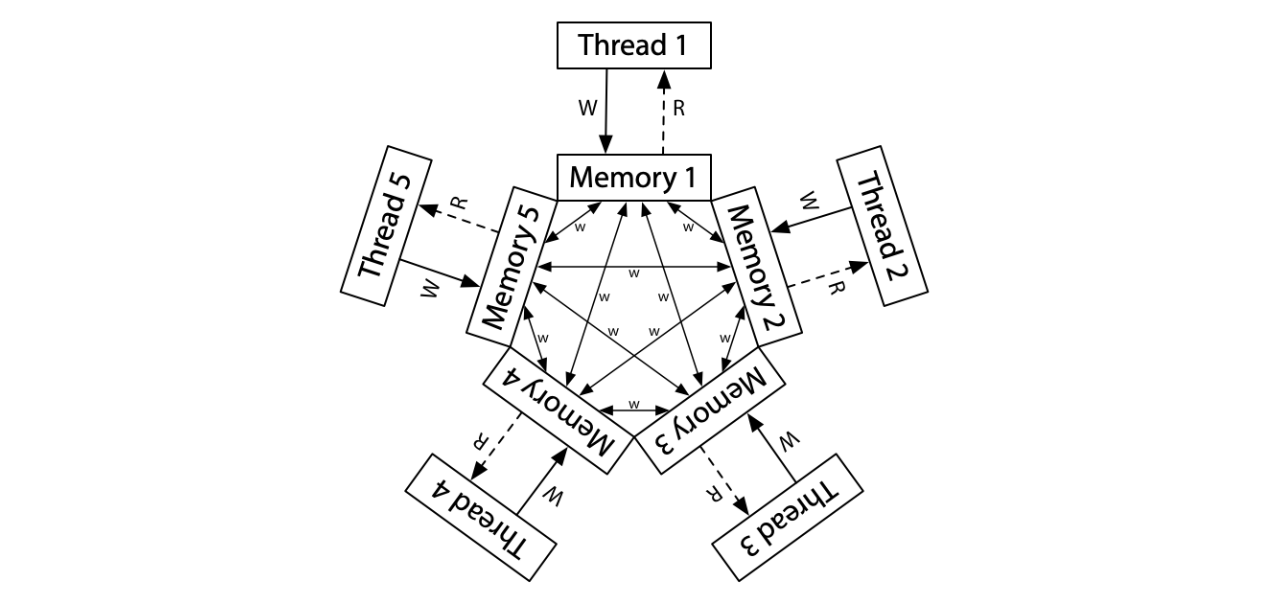 Thread 1
W
R
Memory 1
Thread 5
R
W
Memory 5
Memory 2
W
R
Thread 2
w
w
w
w
w
w
w
w
w
w
Memory 4
Memory 3
R
W
R
W
Thread 4
Thread 3